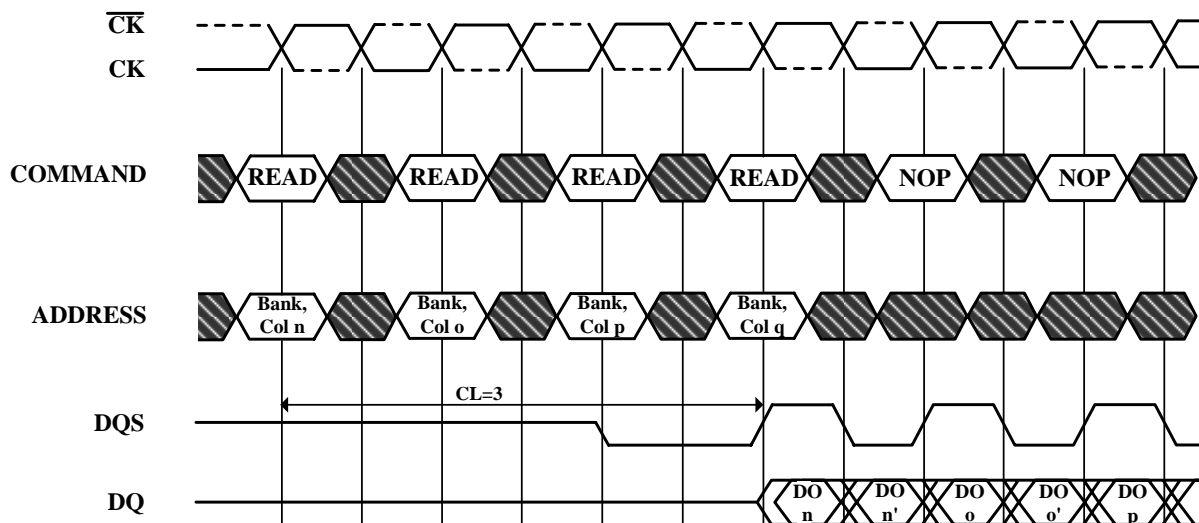 CK
CK
COMMAND READ READ READ READ NOP NOP
ADDRESS
Bank, Col n
Bank, Col o
Bank, Col p
Bank, Col q
CL=3
DQS
DQ
DO n
DO n'
DO o
DO o'
DO p